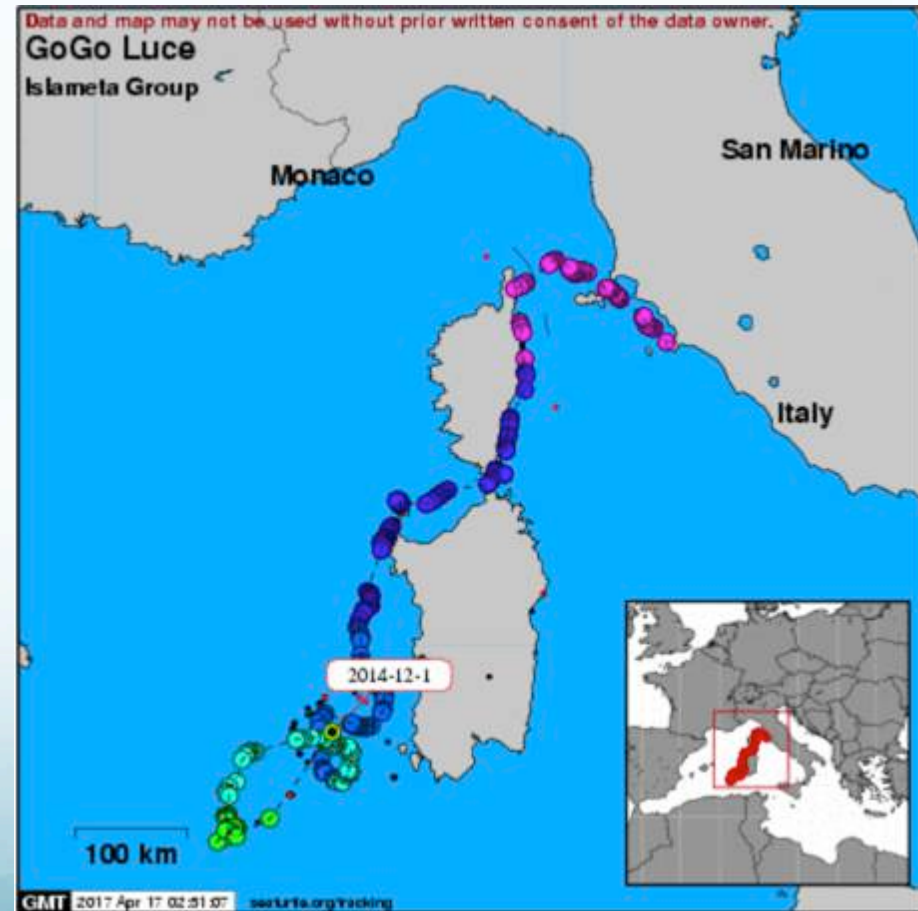 Data and map may not be used without prior written consent of the data owner.
GoGo Luce
Islameta Group
San Marino
Monaco
Italy
2014-12-1
100 km
GMT 2017 Apr 17 02:51:07 seaturtle.org/tracking